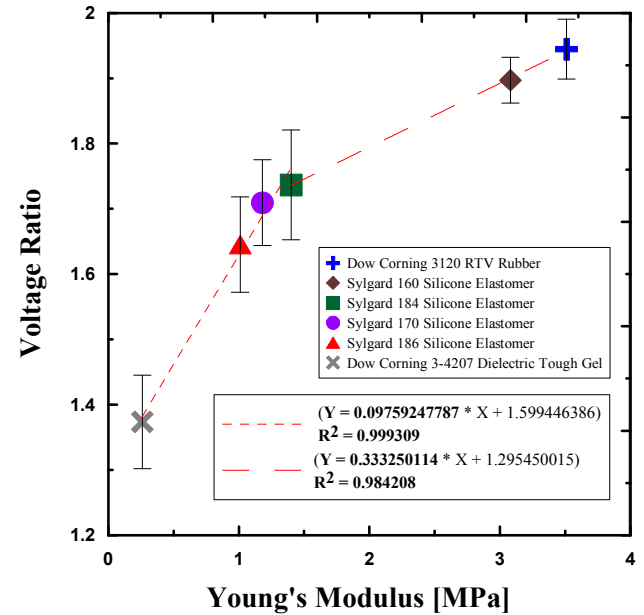 2
1.8
1.6
1.4
1.2
0
1
2
3
4
Voltage Ratio
Young's Modulus [MPa]
Dow Corning 3120 RTV Rubber
Sylgard 160 Silicone Elastomer
Sylgard 184 Silicone Elastomer
Sylgard 170 Silicone Elastomer
Sylgard 186 Silicone Elastomer
Dow Corning 3-4207 Dielectric Tough Gel
(Y = 0.09759247787 * X + 1.599446386)
R² = 0.999309
(Y = 0.333250114 * X + 1.295450015)
R² = 0.984208